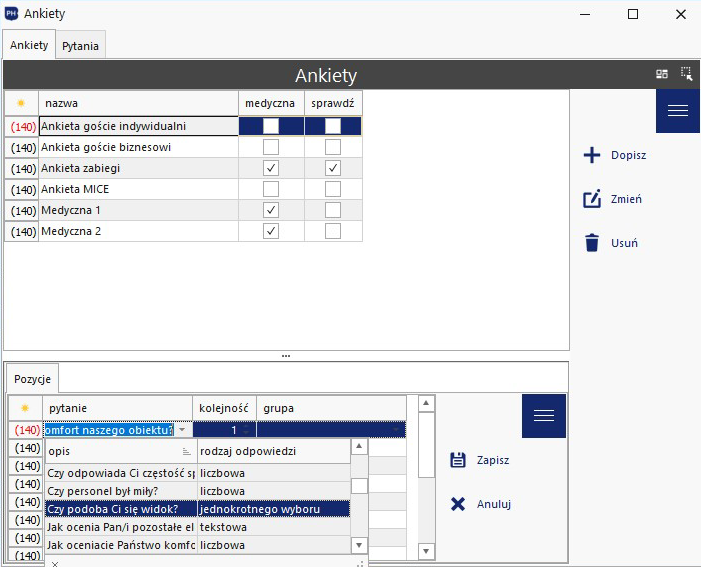 PH Ankiety
Ankiety Pytania
Ankiety
nazwa medyczna sprawdź
(140) Ankieta goście indywidualni
(140) Ankieta goście biznesowi
(140) Ankieta zabiegi
(140) Ankieta MICE
(140) Medyczna 1
(140) Medyczna 2
Dopisz
Zmień
Usuń
Pozycje
pytanie kolejność grupa
(140) omfort naszego obiektu? 1
(140) opis rodzaj odpowiedzi
(140) Czy odpowiada Ci częstość sp liczbowa
(140) Czy personel był miły? liczbowa
(140) Czy podoba Ci się widok? jednokrotnego wyboru
(140) Jak ocenia Pan/i pozostałe el tekstowa
(140) Jak oceniacie Państwo komfo liczbowa
(140)
Zapisz
Anuluj